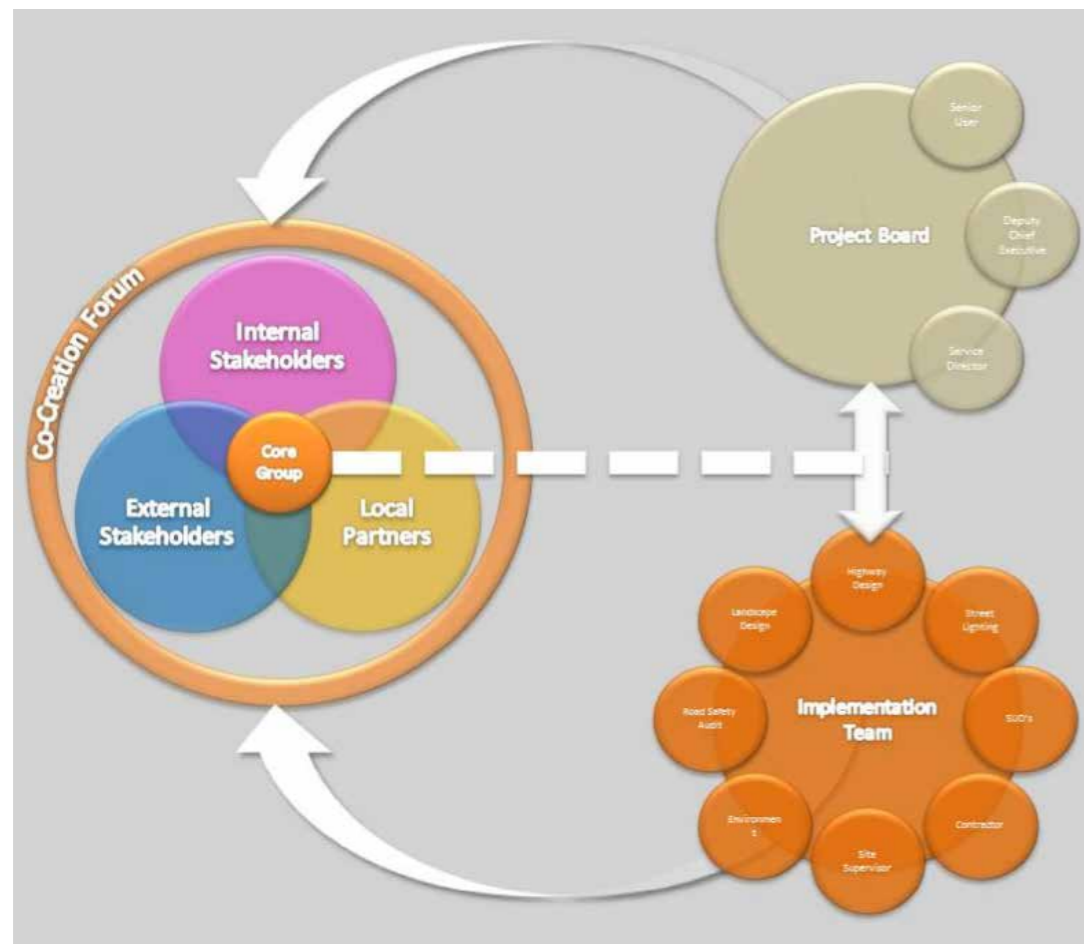 Senior
User
Deputy
Chief
Executive
Service
Director
Project Board
Co-Creation Forum
Internal
Stakeholders
Core
Group
External
Stakeholders
Local
Partners
Highway
Design
Landscape
Design
Street
Lighting
Road Safety
Audit
Implementation
Team
SUD's
Environmen
t
Contractor
Site
Supervisor